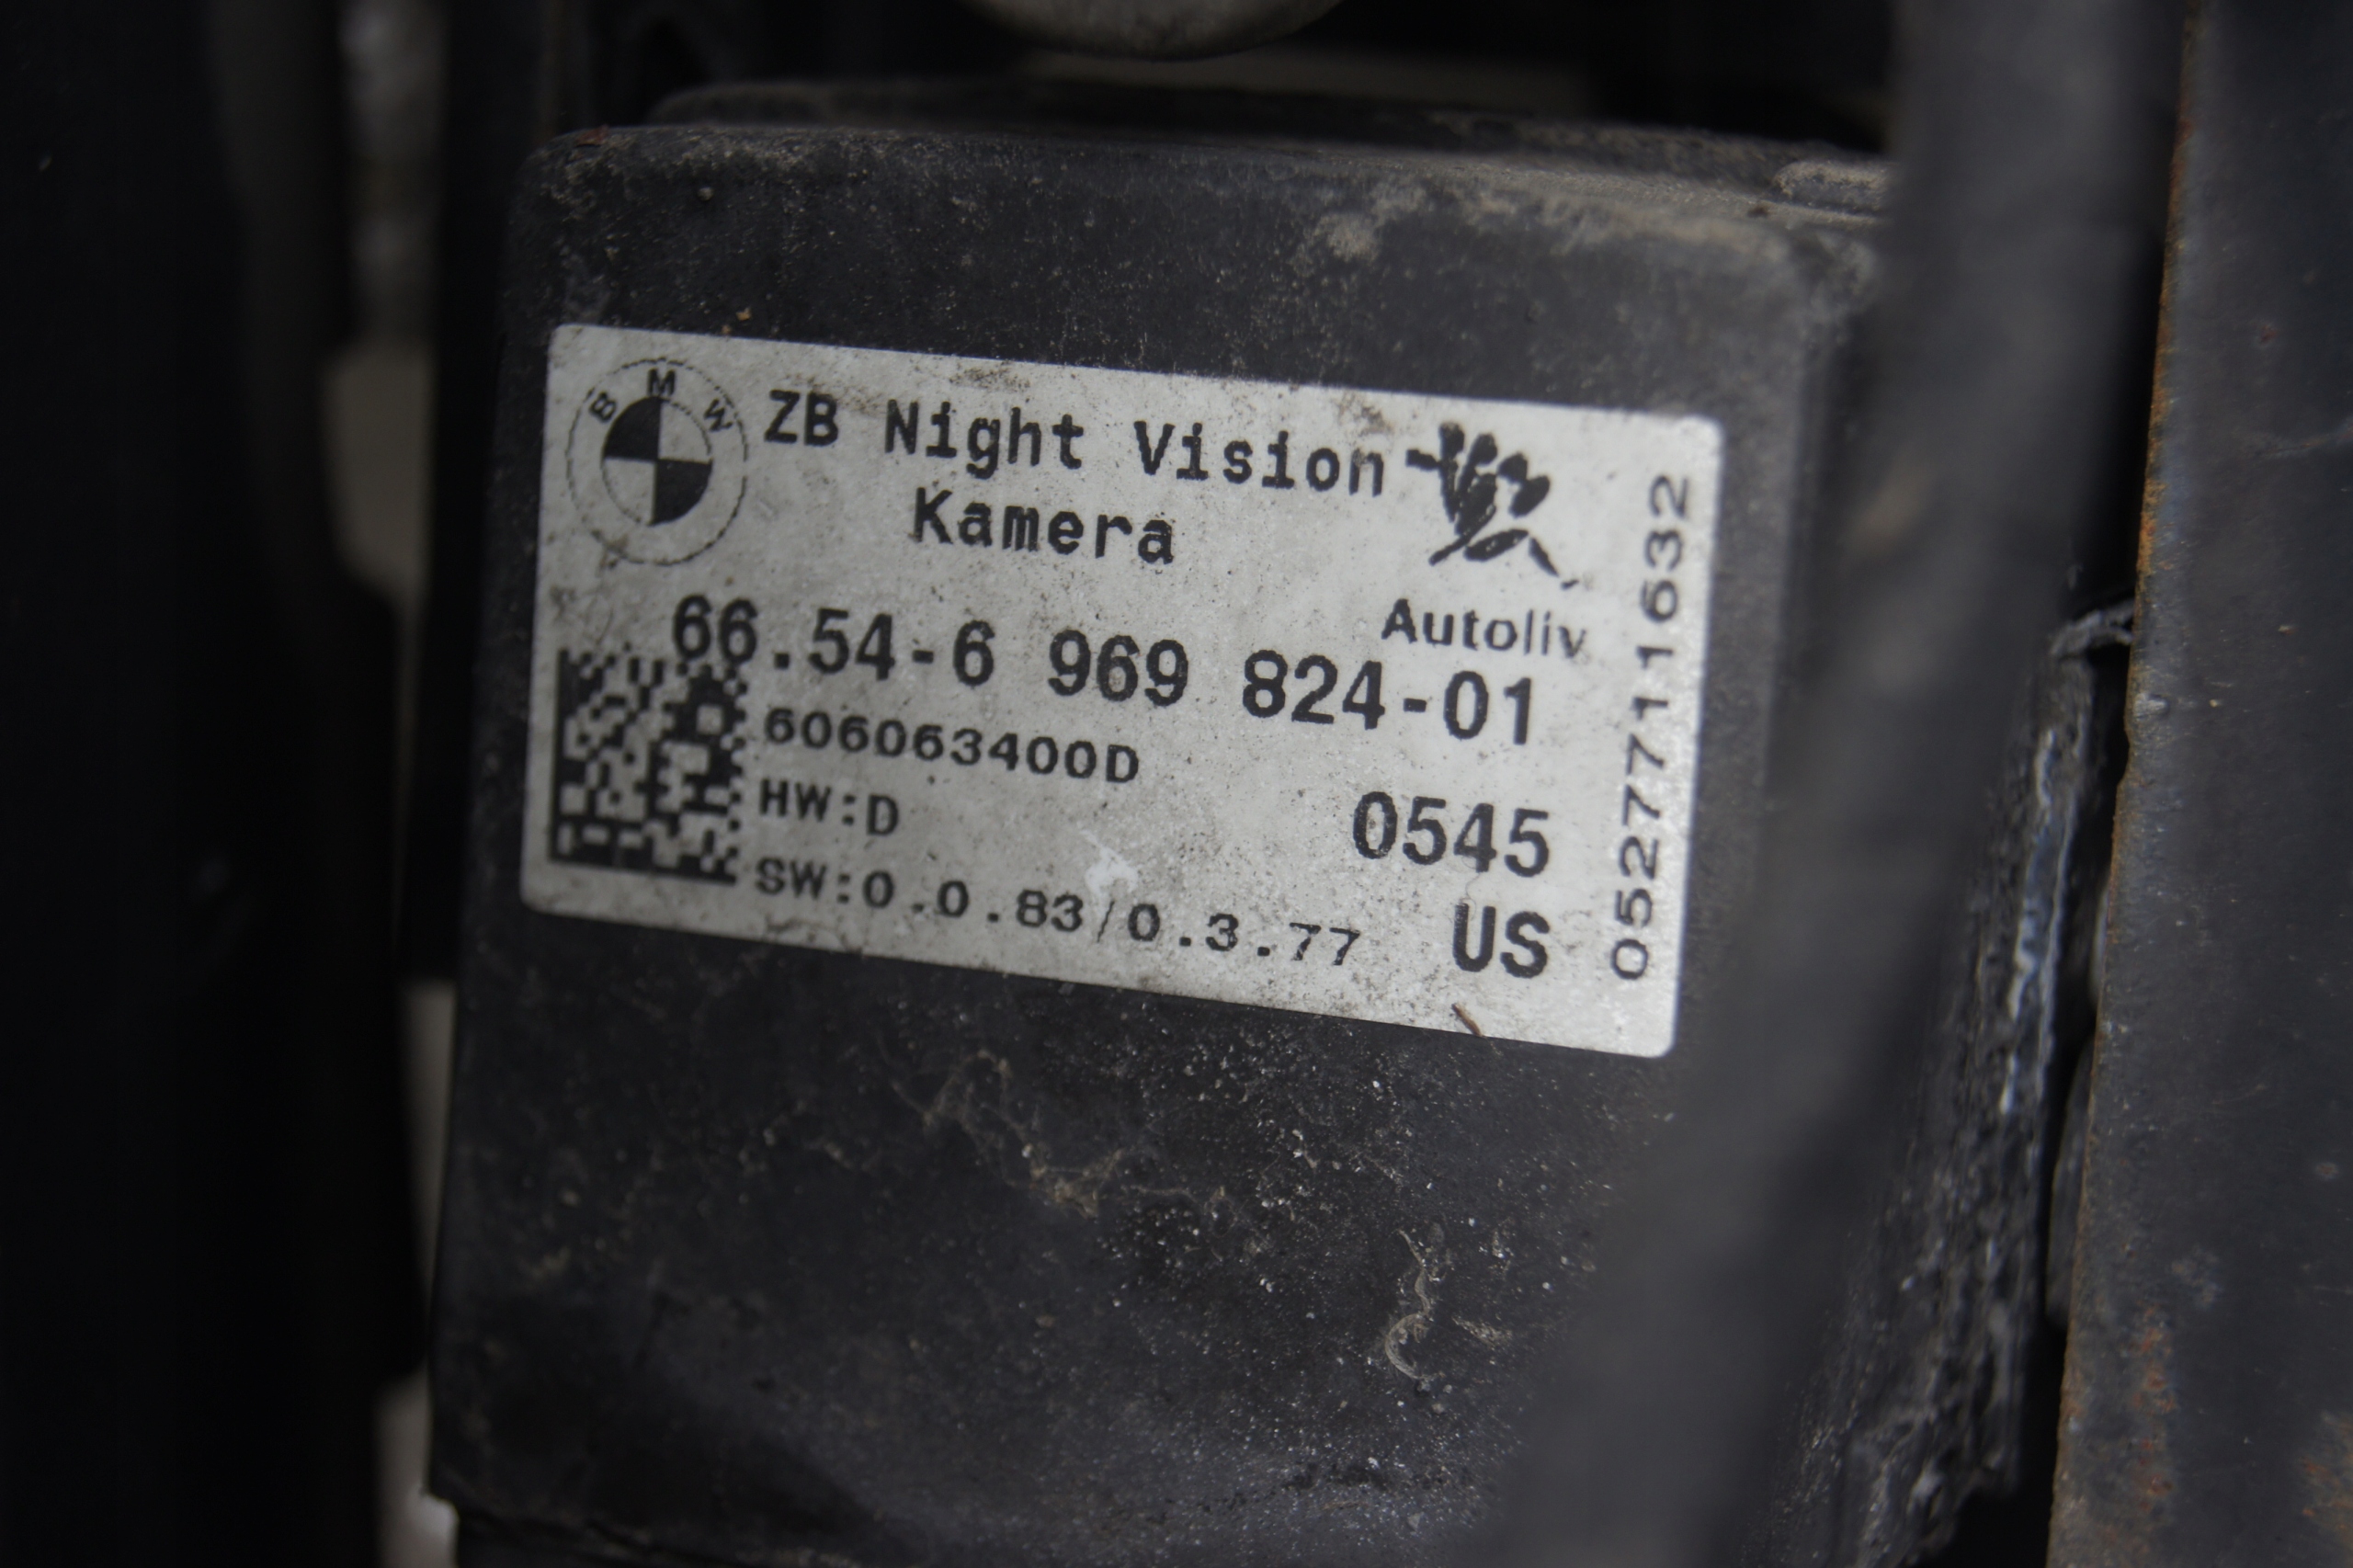 BMW
ZB Night Vision
Kamera
Autoliv
66.54-6 969 824-01
606063400D
HW:D
0545
SW:0.0.83/0.3.77
US
05277111632